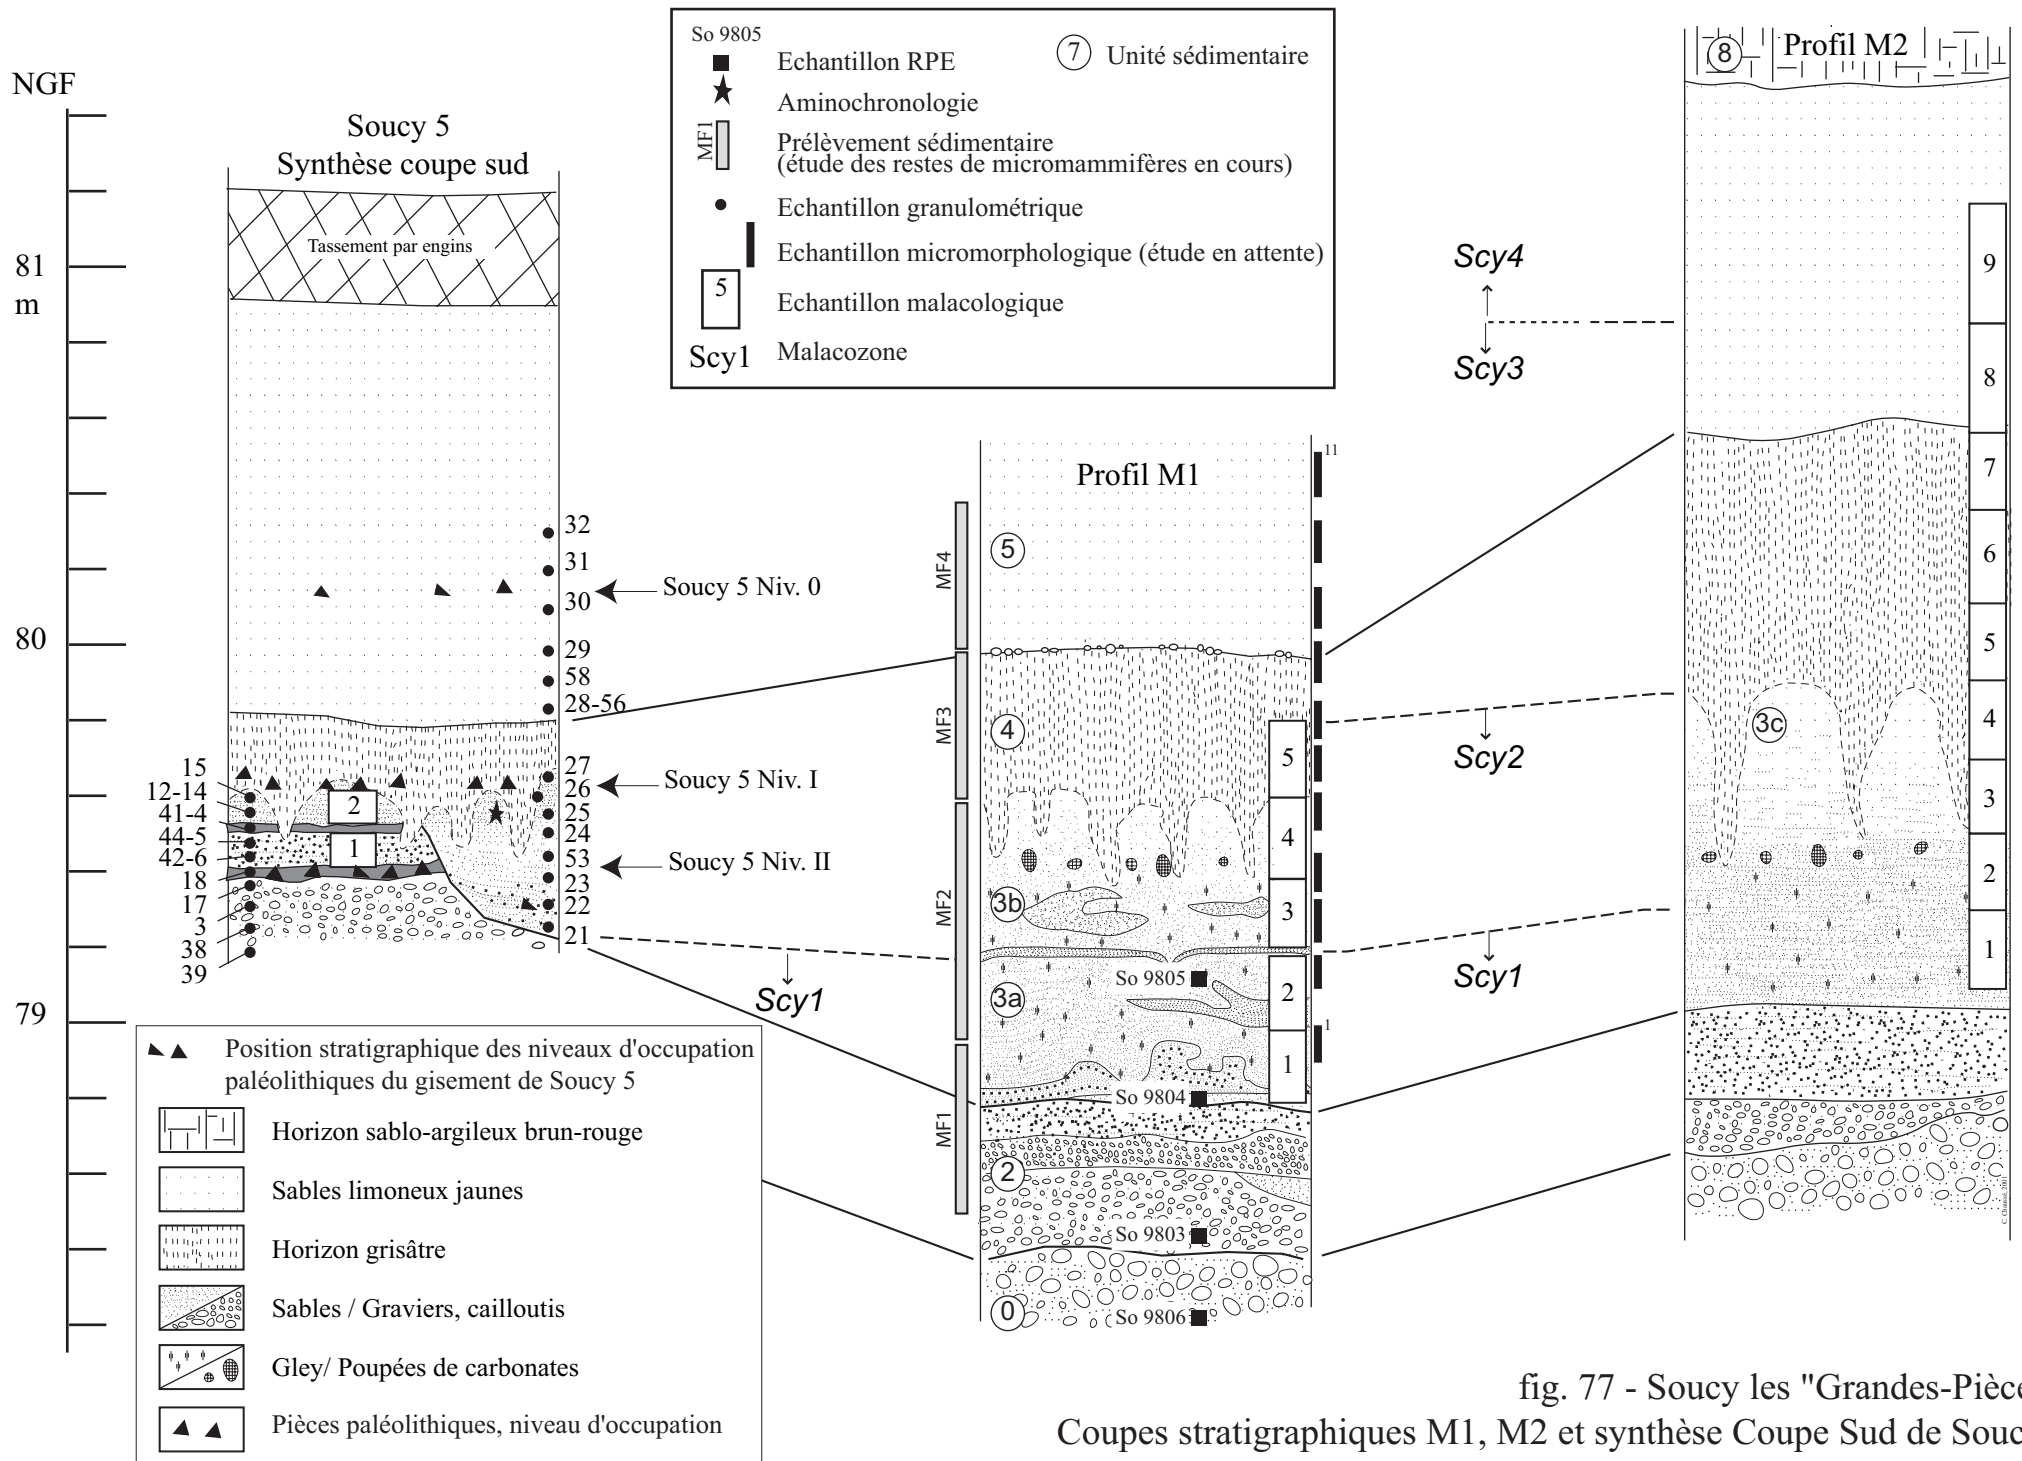 NGF
81
m
80
79
Soucy 5
Synthèse coupe sud
Tassement par engins
32
31
30
29
58
28-56
27
26
25
24
53
23
22
21
15
12-14
41-4
44-5
42-6
18
17
3
38
39
2
1
Soucy 5 Niv. 0
Soucy 5 Niv. I
Soucy 5 Niv. II
Scy1
So 9805
Echantillon RPE
7 Unité sédimentaire
Aminochronologie
MF1
Prélèvement sédimentaire
(étude des restes de micromammifères en cours)
Echantillon granulométrique
Echantillon micromorphologique (étude en attente)
5
Echantillon malacologique
Scy1 Malacozone
Profil M1
MF4
MF3
MF2
MF1
5
4
3b
3a
2
0
So 9805
So 9804
So 9803
So 9806
5
4
3
2
1
11
1
Scy4
Scy3
Scy2
Scy1
Profil M2
8
3c
9
8
7
6
5
4
3
2
1
C. Chaussé, 2001
Position stratigraphique des niveaux d'occupation
paléolithiques du gisement de Soucy 5
Horizon sablo-argileux brun-rouge
Sables limoneux jaunes
Horizon grisâtre
Sables / Graviers, cailloutis
Gley/ Poupées de carbonates
Pièces paléolithiques, niveau d'occupation
fig. 77 - Soucy les "Grandes-Pièce
Coupes stratigraphiques M1, M2 et synthèse Coupe Sud de Souc